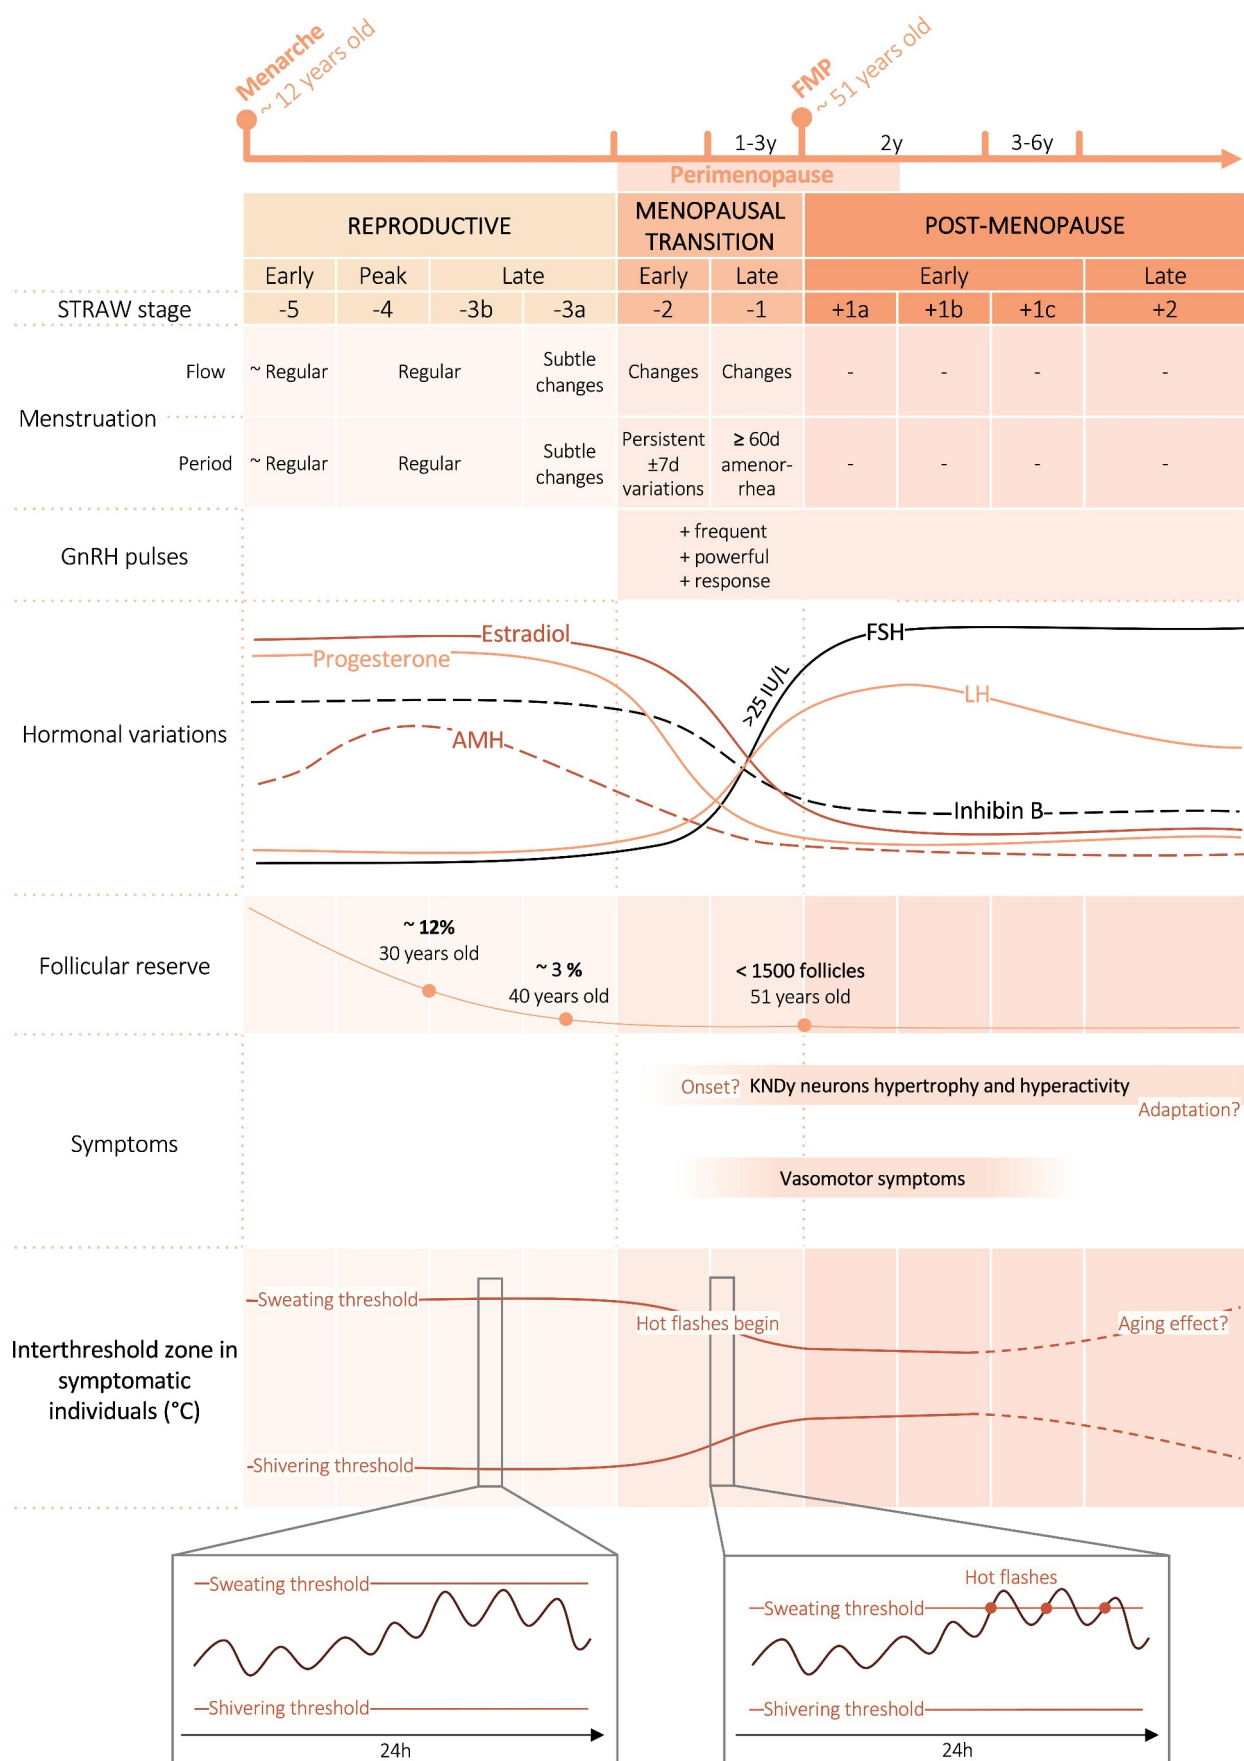 Menarche
~ 12 years old
FMP
~ 51 years old
1-3y
2y
3-6y
Perimenopause
REPRODUCTIVE
MENOPAUSAL
TRANSITION
POST-MENOPAUSE
Early
Peak
Late
Early
Late
Early
Late
STRAW stage
-5
-4
-3b
-3a
-2
-1
+1a
+1b
+1c
+2
Menstruation
Flow
~ Regular
Regular
Subtle
changes
Changes
Changes
-
-
-
-
Period
~ Regular
Regular
Subtle
changes
Persistent
±7d
variations
≥ 60d
amenor-
rhea
-
-
-
-
GnRH pulses
+ frequent
+ powerful
+ response
Hormonal variations
Estradiol
Progesterone
AMH
>25 IU/L
FSH
LH
Inhibin B
Follicular reserve
~ 12%
30 years old
~ 3 %
40 years old
< 1500 follicles
51 years old
Symptoms
Onset? KNDy neurons hypertrophy and hyperactivity
Adaptation?
Vasomotor symptoms
Interthreshold zone in
symptomatic
individuals (°C)
Sweating threshold
Hot flashes begin
Aging effect?
Shivering threshold
Sweating threshold
Shivering threshold
24h
Hot flashes
Sweating threshold
Shivering threshold
24h